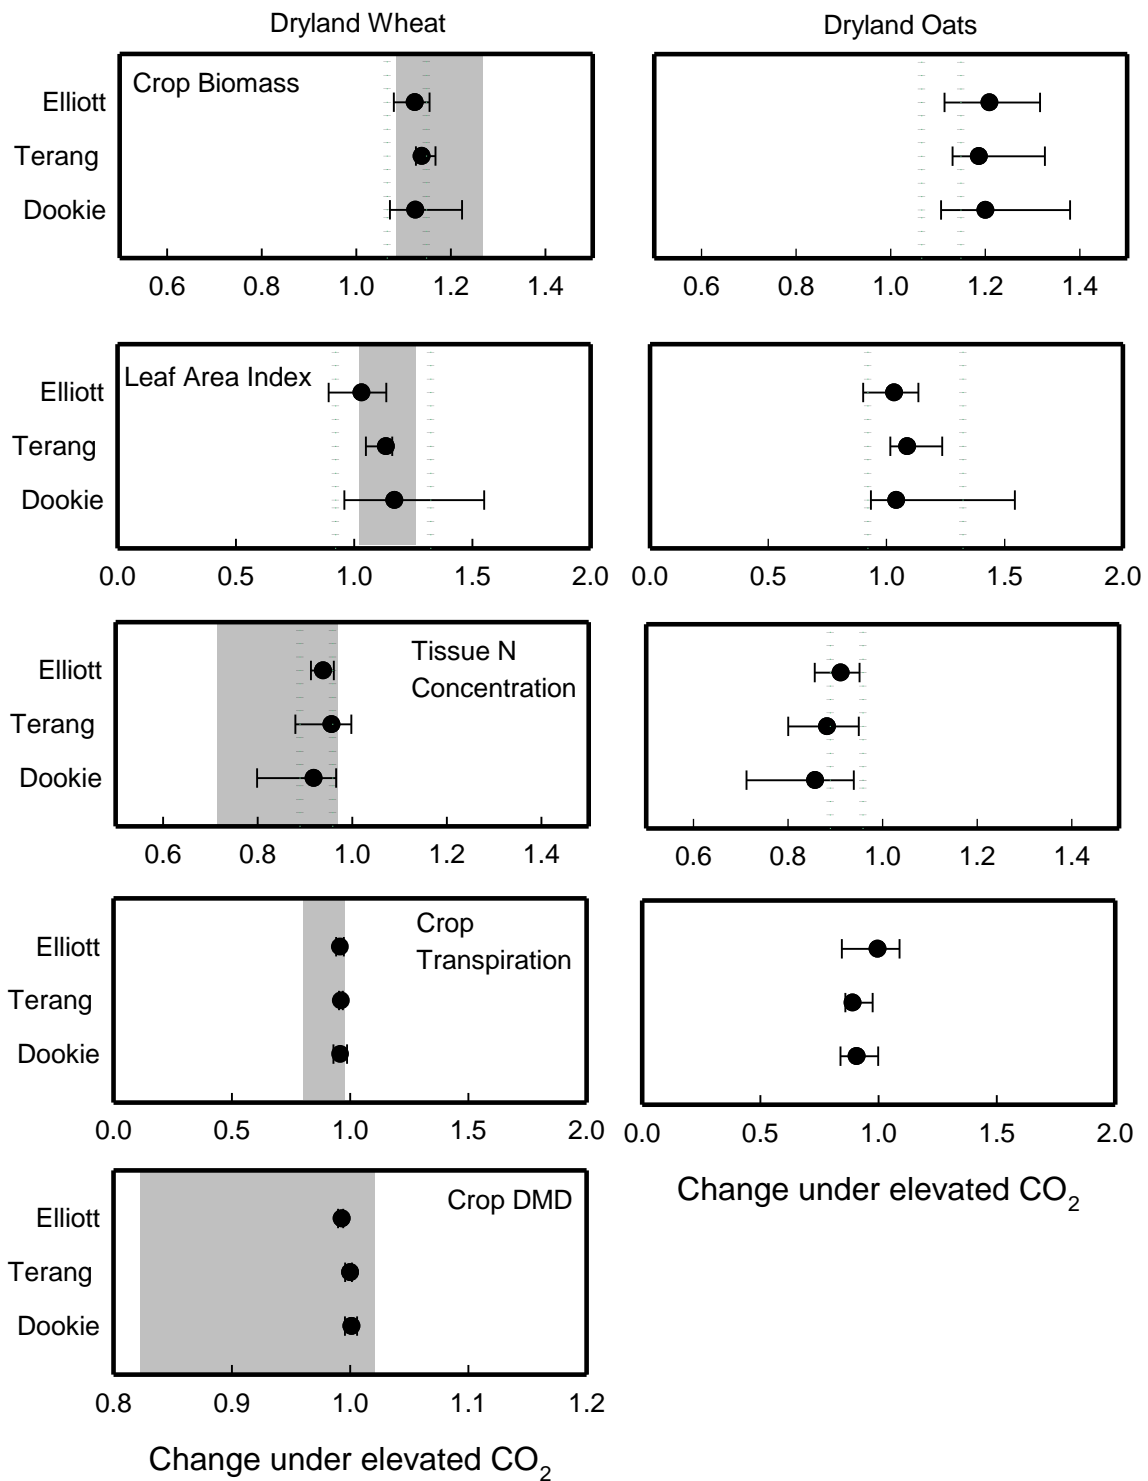 Dryland Wheat
Dryland Oats
Crop Biomass
Elliott
Terang
Dookie
0.6 0.8 1.0 1.2 1.4
0.6 0.8 1.0 1.2 1.4
Leaf Area Index
Elliott
Terang
Dookie
0.0 0.5 1.0 1.5 2.0
0.0 0.5 1.0 1.5 2.0
Tissue N
Concentration
Elliott
Terang
Dookie
0.6 0.8 1.0 1.2 1.4
0.6 0.8 1.0 1.2 1.4
Crop
Transpiration
Elliott
Terang
Dookie
0.0 0.5 1.0 1.5 2.0
0.0 0.5 1.0 1.5 2.0
Change under elevated CO₂
Crop DMD
Elliott
Terang
Dookie
0.8 0.9 1.0 1.1 1.2
Change under elevated CO₂